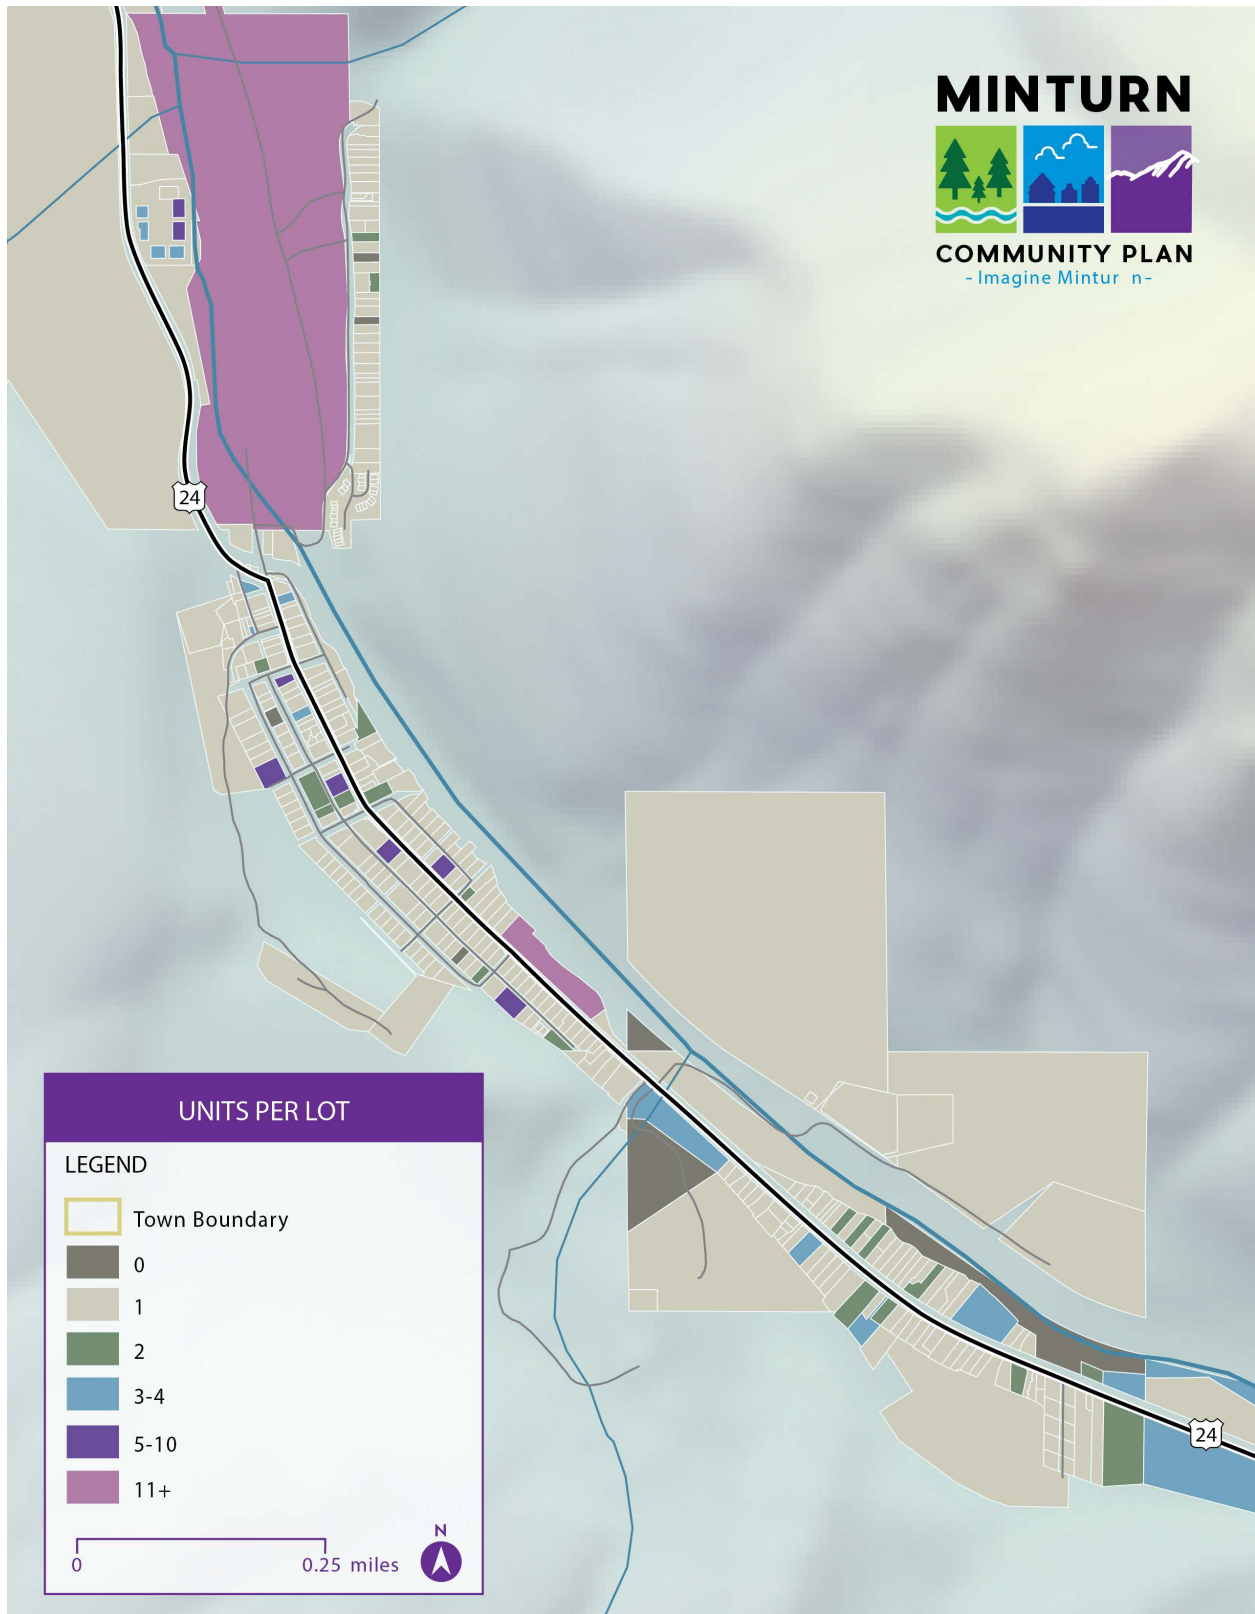 MINTURN
COMMUNITY PLAN
- Imagine Mintur n-
24
24
UNITS PER LOT
LEGEND
Town Boundary
0
1
2
3-4
5-10
11+
N
0 0.25 miles